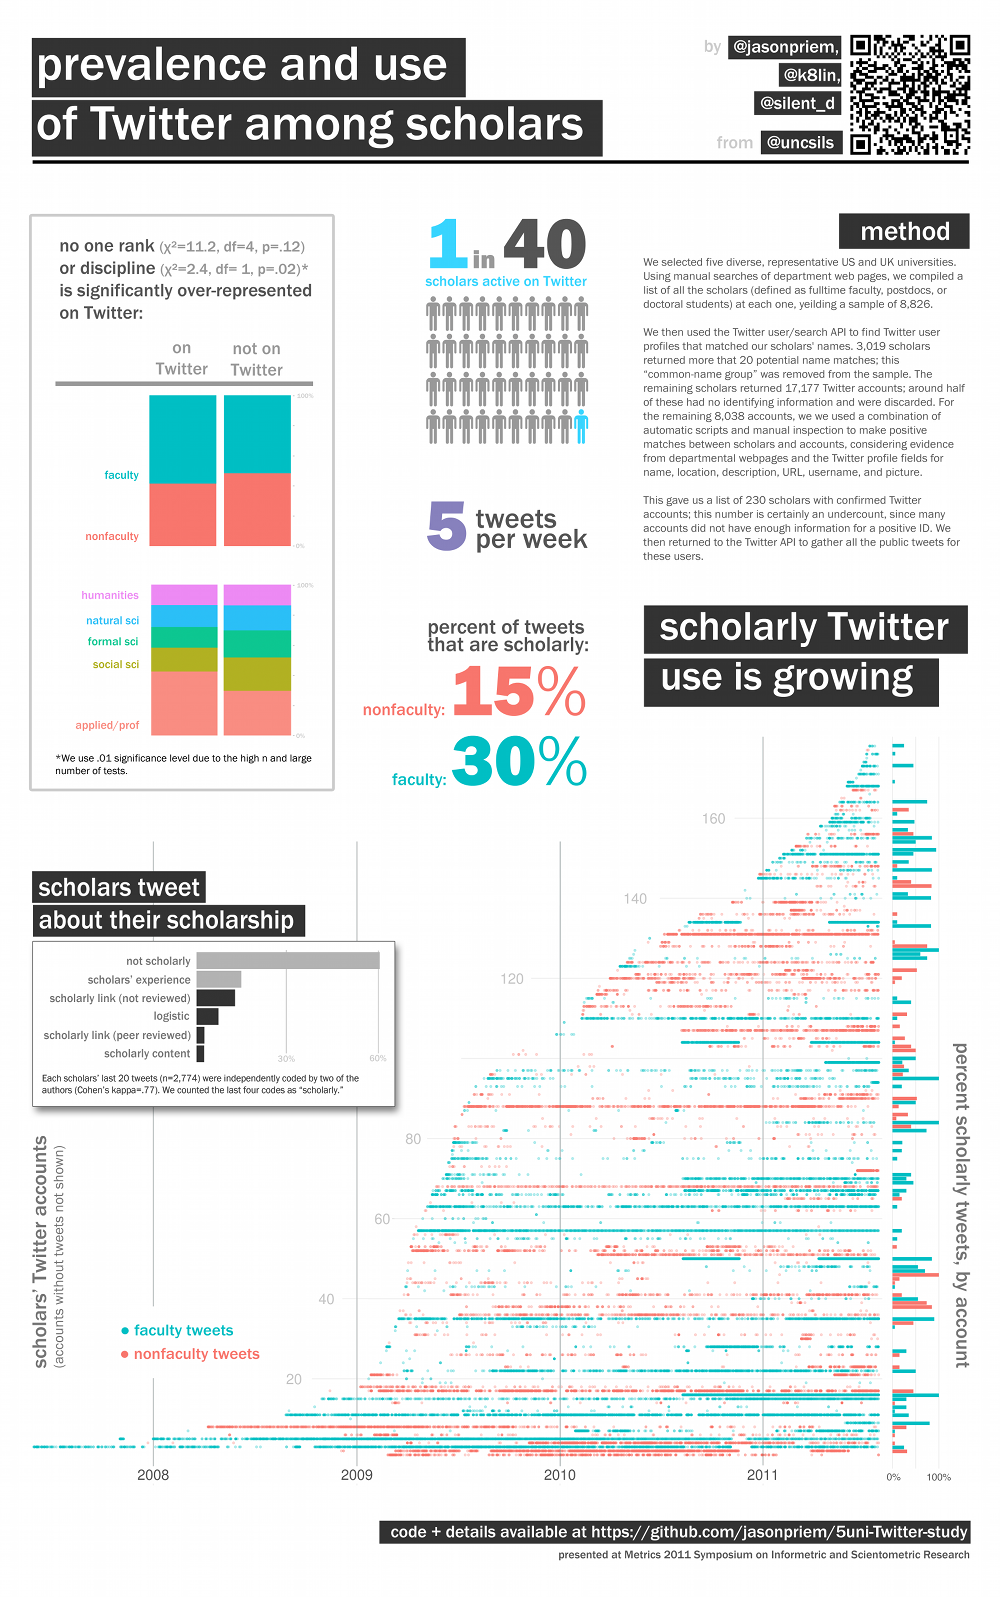 prevalence and use
of Twitter among scholars
by @jasonpriem,
@k8lin,
@silent_d
from @uncsils
no one rank (χ²=11.2, df=4, p=.12)
or discipline (χ²=2.4, df= 1, p=.02)*
is significantly over-represented
on Twitter:
on
Twitter
not on
Twitter
100%
faculty
nonfaculty
0%
100%
humanities
natural sci
formal sci
social sci
applied/prof
0%
*We use .01 significance level due to the high n and large
number of tests.
1 in 40
scholars active on Twitter
5 tweets
per week
percent of tweets
that are scholarly:
nonfaculty: 15%
faculty: 30%
method
We selected five diverse, representative US and UK universities.
Using manual searches of department web pages, we compiled a
list of all the scholars (defined as fulltime faculty, postdocs, or
doctoral students) at each one, yeilding a sample of 8,826.
We then used the Twitter user/search API to find Twitter user
profiles that matched our scholars' names. 3,019 scholars
returned more that 20 potential name matches; this
“common-name group” was removed from the sample. The
remaining scholars returned 17,177 Twitter accounts; around half
of these had no identifying information and were discarded. For
the remaining 8,038 accounts, we we used a combination of
automatic scripts and manual inspection to make positive
matches between scholars and accounts, considering evidence
from departmental webpages and the Twitter profile fields for
name, location, description, URL, username, and picture.
This gave us a list of 230 scholars with confirmed Twitter
accounts; this number is certainly an undercount, since many
accounts did not have enough information for a positive ID. We
then returned to the Twitter API to gather all the public tweets for
these users.
scholarly Twitter
use is growing
scholars tweet
about their scholarship
not scholarly
scholars' experience
scholarly link (not reviewed)
logistic
scholarly link (peer reviewed)
scholarly content
30%
60%
Each scholars' last 20 tweets (n=2,774) were independently coded by two of the
authors (Cohen's kappa=.77). We counted the last four codes as “scholarly.”
160
140
120
80
60
40
20
scholars' Twitter accounts
(accounts without tweets not shown)
faculty tweets
nonfaculty tweets
percent scholarly tweets, by account
2008
2009
2010
2011
0%
100%
code + details available at https://github.com/jasonpriem/5uni-Twitter-study
presented at Metrics 2011 Symposium on Informetric and Scientometric Research